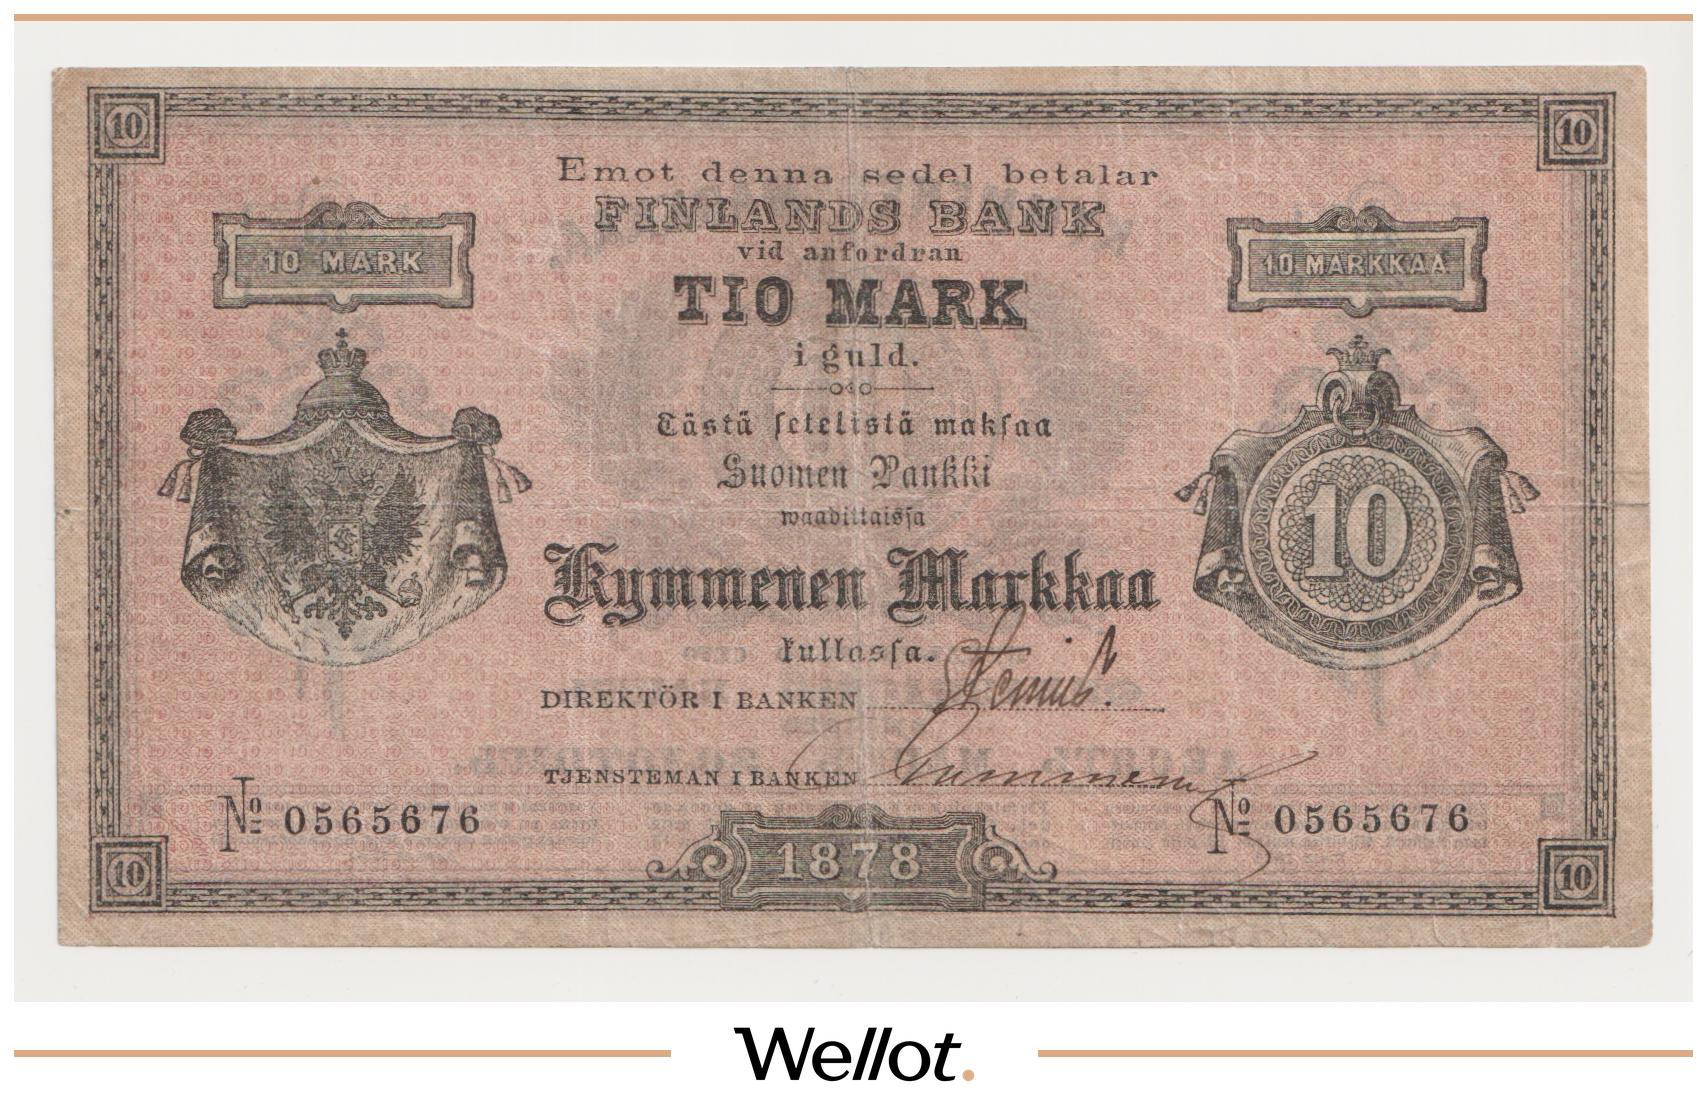 10 10
Emot denna sedel betalar
FINLANDS BANK
10 MARK 10 MARKKAA
vid anfordran
TIO MARK
i guld.
Tästä setelistä maksaa
Suomen Pankki
waadittaissa
Kymmenen Markkaa
10
kullassa.
DIREKTÖR I BANKEN
TJENSTEMAN I BANKEN
№ 0565676 № 0565676
10 1878 10
Wellot.